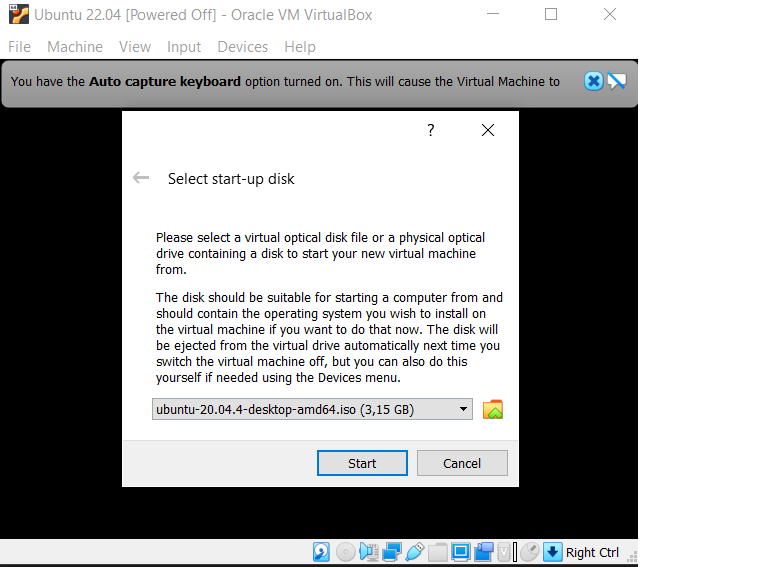 Ubuntu 22.04 [Powered Off] - Oracle VM VirtualBox
File Machine View Input Devices Help
You have the Auto capture keyboard option turned on. This will cause the Virtual Machine to
?
Select start-up disk
Please select a virtual optical disk file or a physical optical
drive containing a disk to start your new virtual machine
from.
The disk should be suitable for starting a computer from and
should contain the operating system you wish to install on
the virtual machine if you want to do that now. The disk will
be ejected from the virtual drive automatically next time you
switch the virtual machine off, but you can also do this
yourself if needed using the Devices menu.
ubuntu-20.04.4-desktop-amd64.iso (3,15 GB)
Start Cancel
Right Ctrl